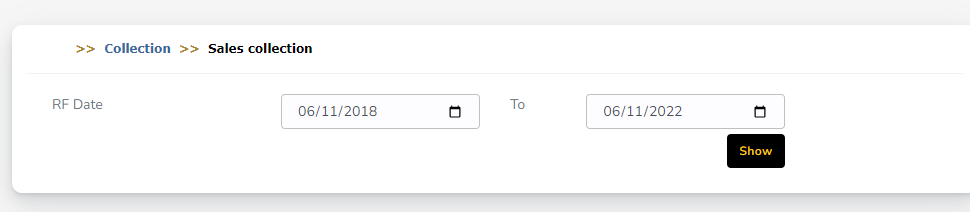 >> Collection >> Sales collection
RF Date 06/11/2018 To 06/11/2022
Show